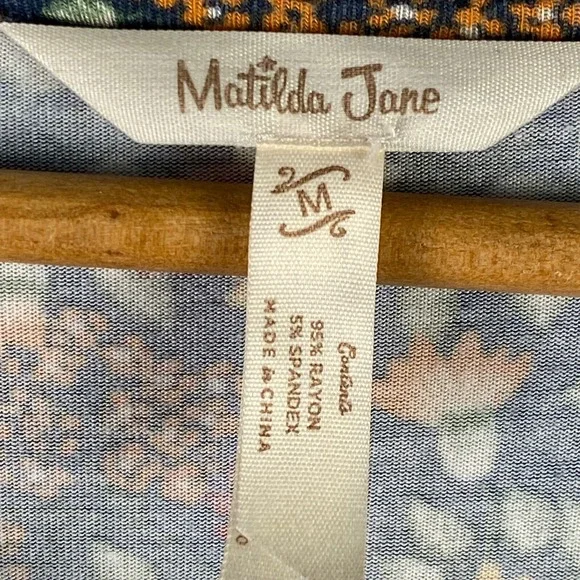 Matilda Jane
M
Contents
95% RAYON
5% SPANDEX
MADE in CHINA